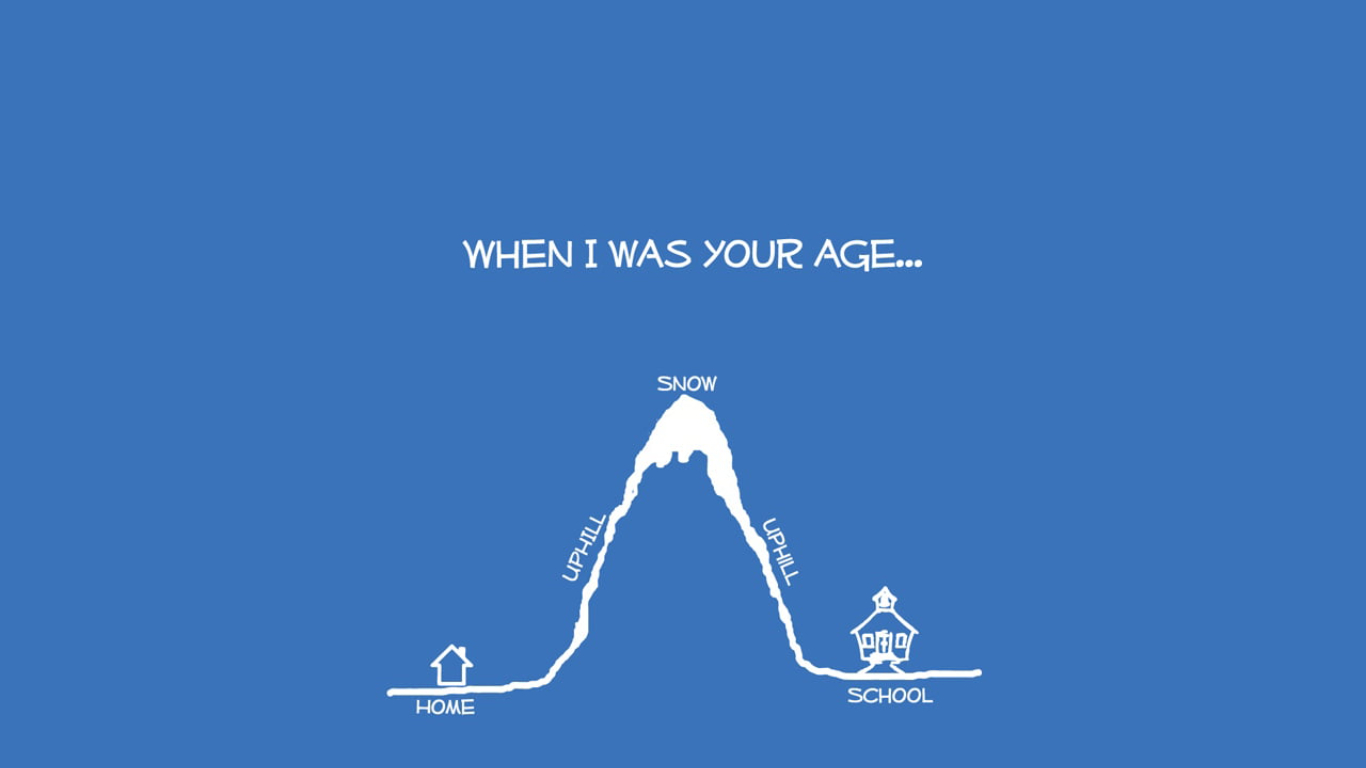 WHEN I WAS YOUR AGE...
SNOW
UPHILL
UPHILL
HOME
SCHOOL